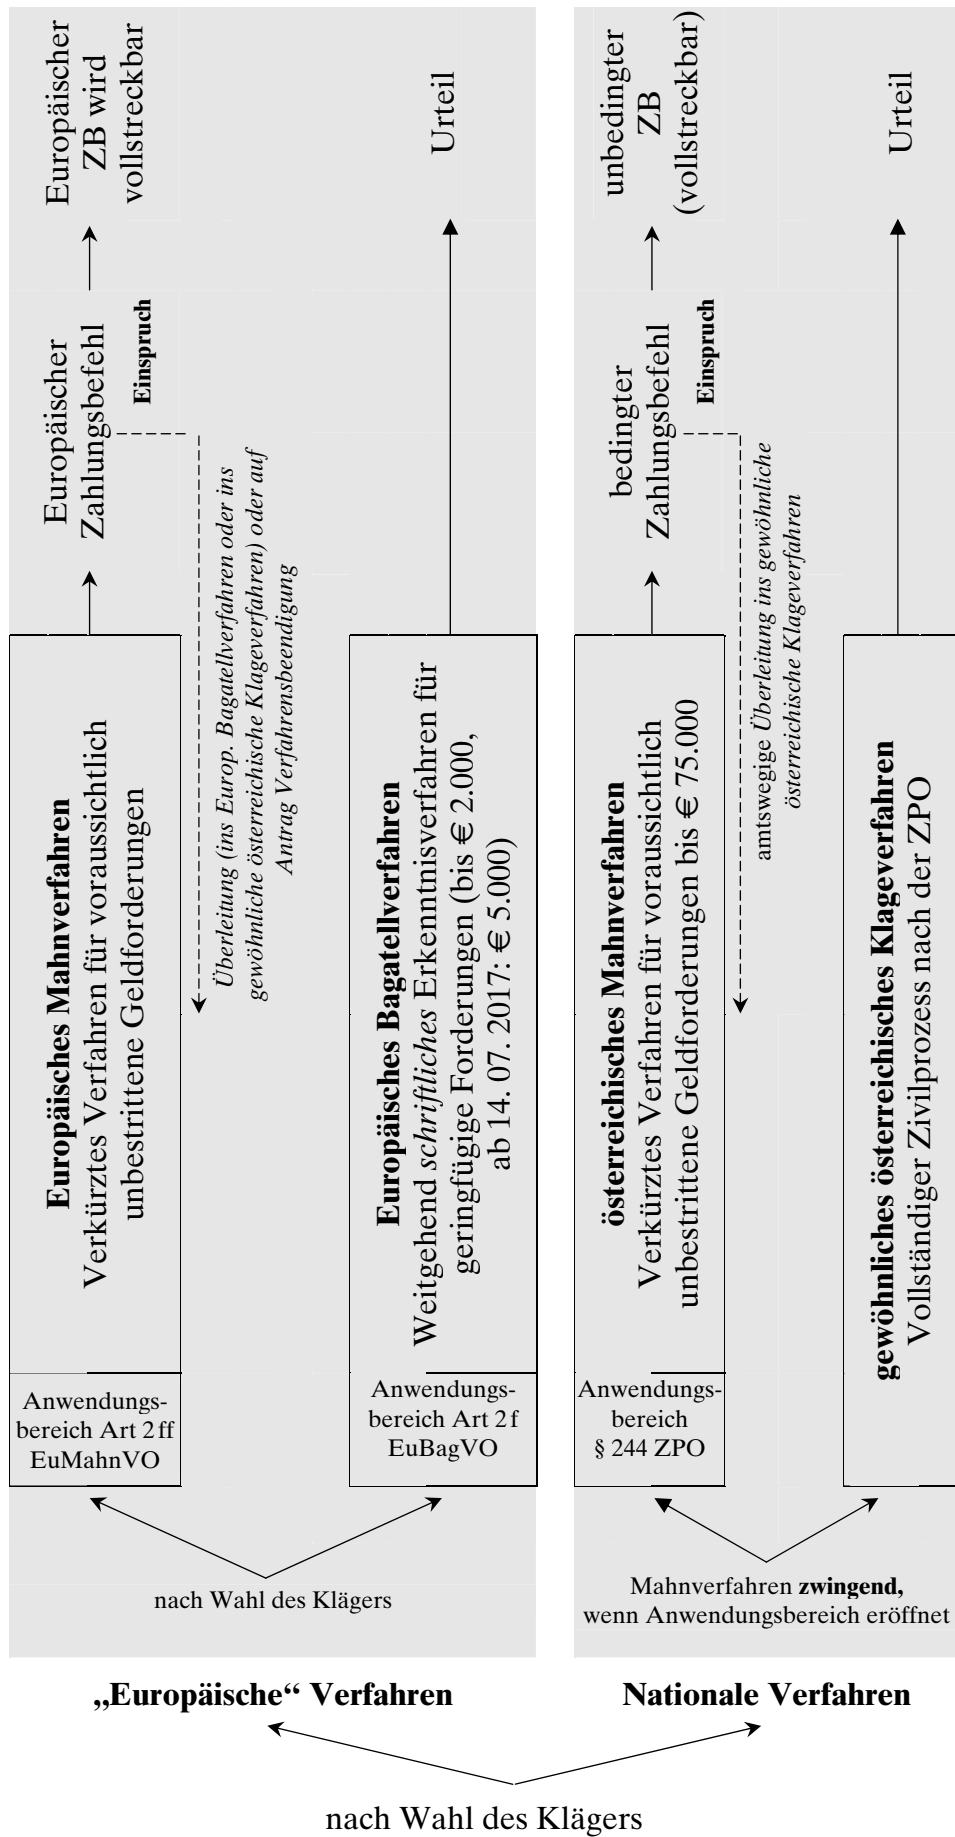 Europäischer
ZB wird
vollstreckbar
Europäischer
Zahlungsbefehl
Einspruch
Überleitung (ins Europ. Bagatellverfahren oder ins
gewöhnliche österreichische Klageverfahren) oder auf
Antrag Verfahrensbeendigung
Europäisches Mahnverfahren
Verkürztes Verfahren für voraussichtlich
unbestrittene Geldforderungen
Anwendungs-
bereich Art 2 ff
EuMahnVO
Urteil
Europäisches Bagatellverfahren
Weitgehend schriftliches Erkenntnisverfahren für
geringfügige Forderungen (bis € 2.000,
ab 14. 07. 2017: € 5.000)
Anwendungs-
bereich Art 2 f
EuBagVO
nach Wahl des Klägers
unbedingter
ZB
(vollstreckbar)
bedingter
Zahlungsbefehl
Einspruch
amtswegige Überleitung ins gewöhnliche
österreichische Klageverfahren
österreichisches Mahnverfahren
Verkürztes Verfahren für voraussichtlich
unbestrittene Geldforderungen bis € 75.000
Anwendungs-
bereich
§ 244 ZPO
Urteil
gewöhnliches österreichisches Klageverfahren
Vollständiger Zivilprozess nach der ZPO
Mahnverfahren zwingend,
wenn Anwendungsbereich eröffnet
„Europäische“ Verfahren
Nationale Verfahren
nach Wahl des Klägers